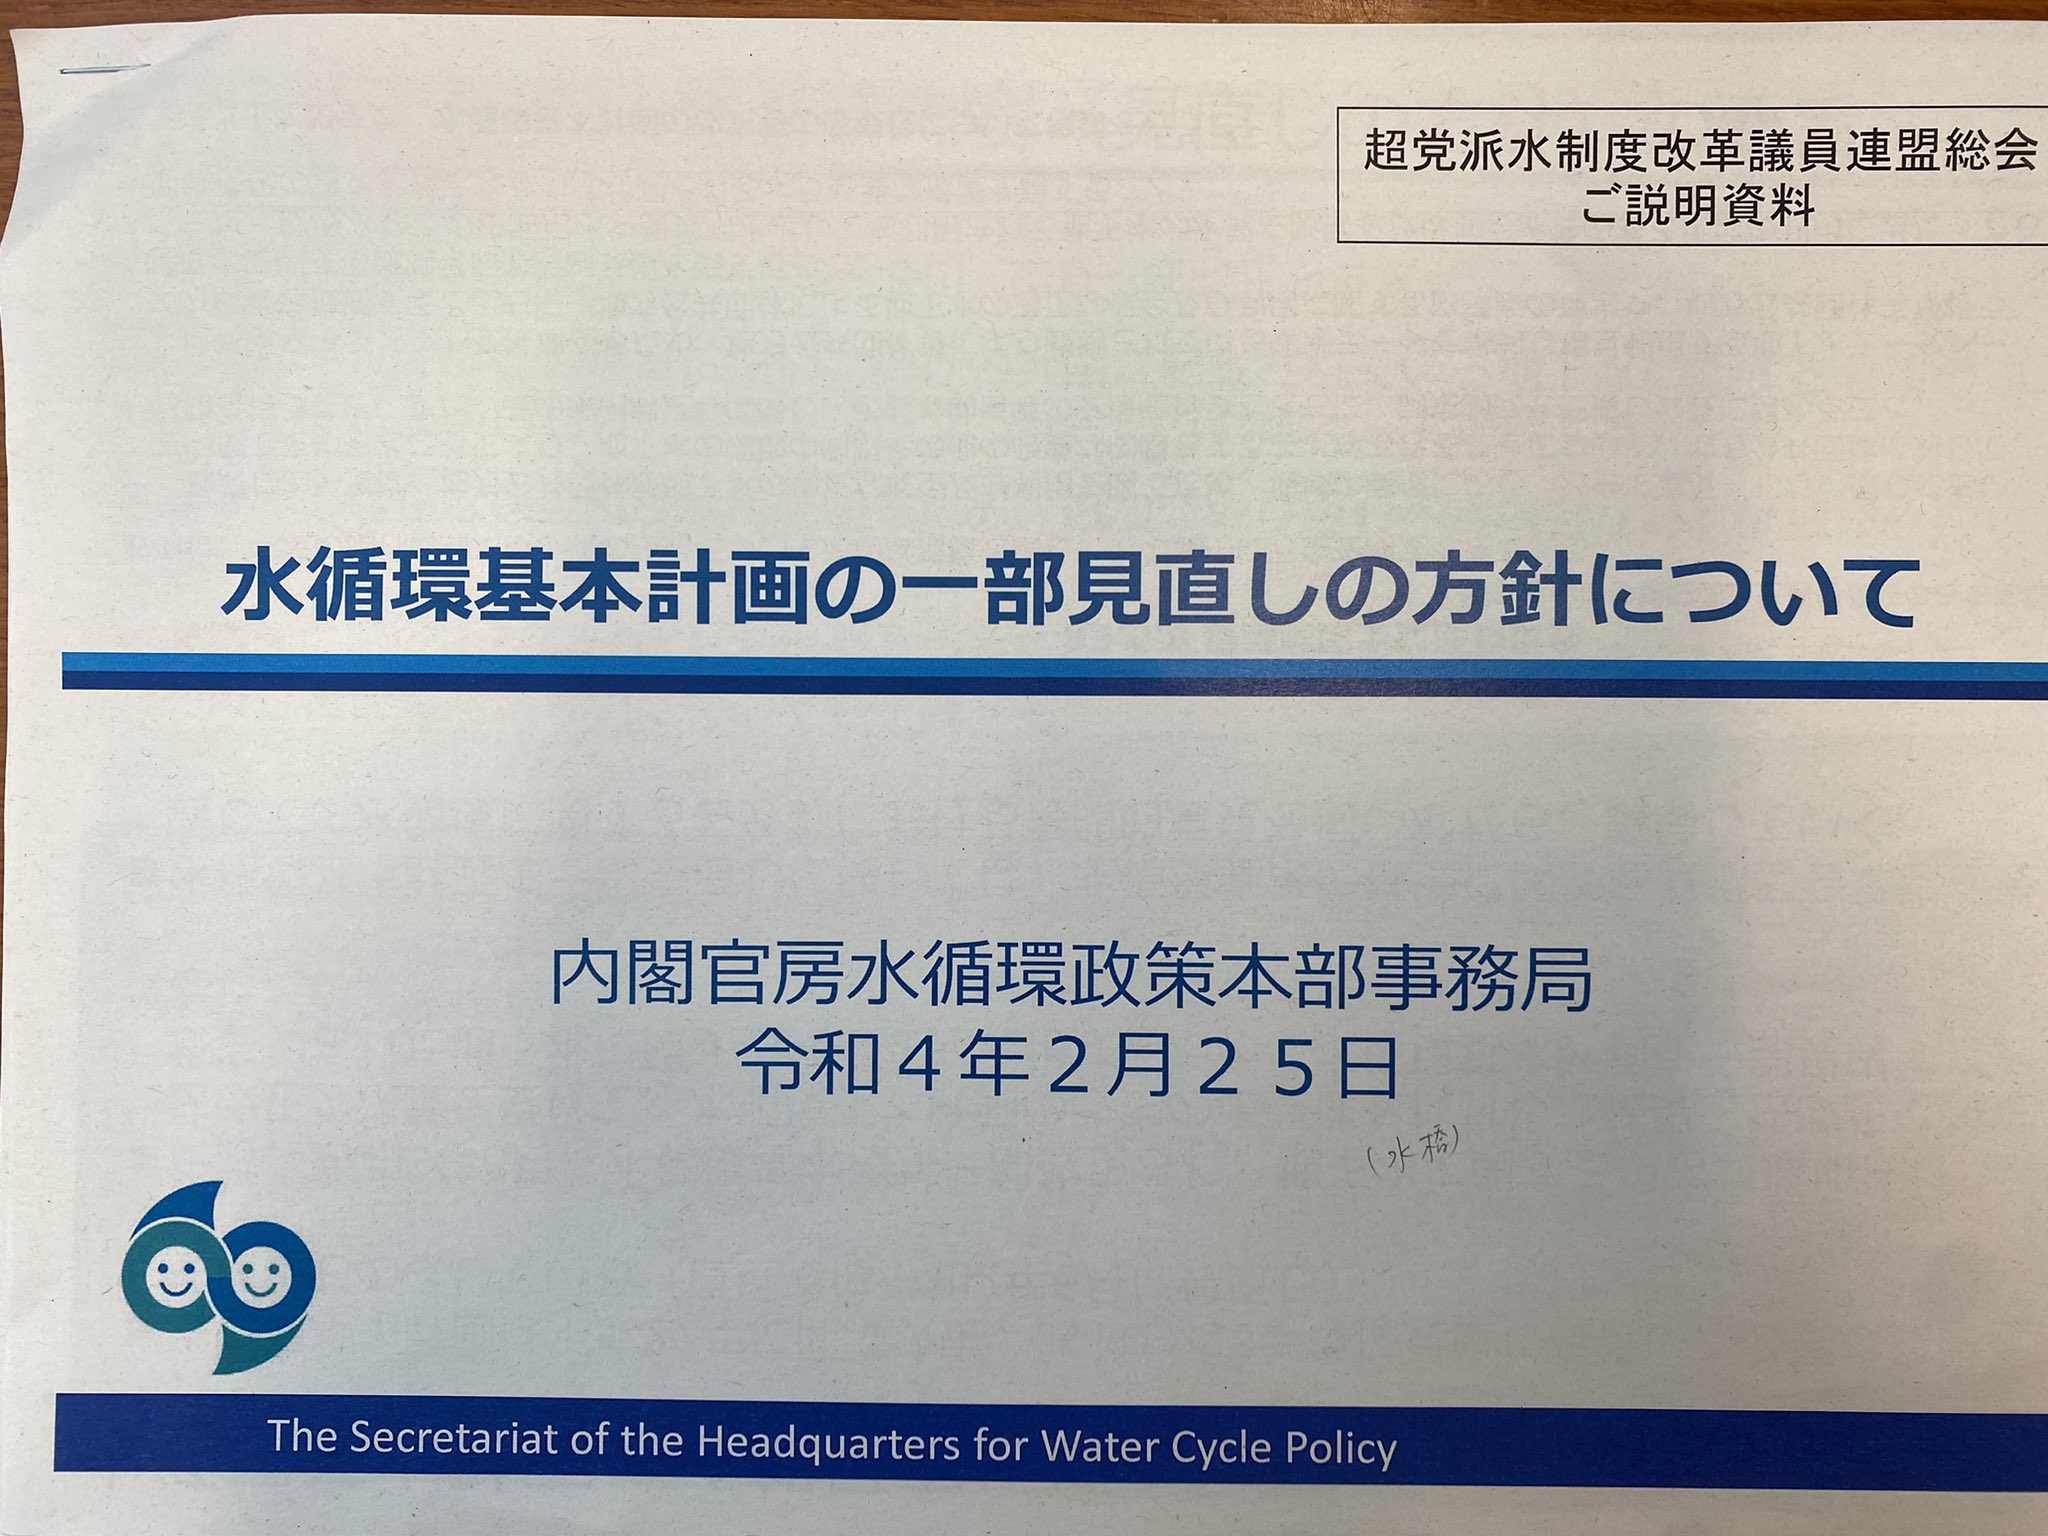 超党派水制度改革議員連盟総会
ご説明資料
水循環基本計画の一部見直しの方針について
内閣官房水循環政策本部事務局
令和４年２月２５日
(水橋)
The Secretariat of the Headquarters for Water Cycle Policy